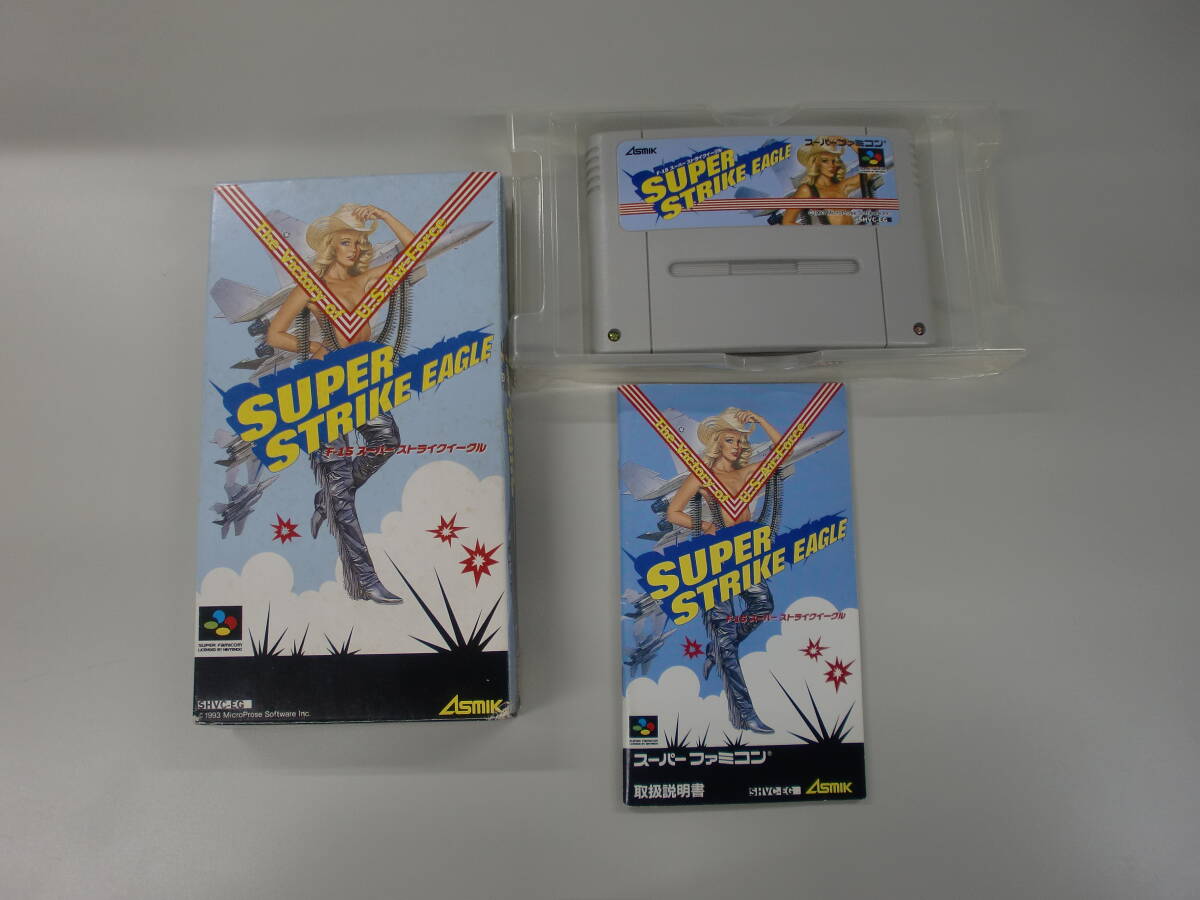 the Victory of
U.S. Air Force
SUPER
STRIKE EAGLE
F-15 スーパー ストライクイーグル
SUPER FAMICOM
LICENSED BY NINTENDO
SHVC-EG
©1993 MicroProse Software Inc.
ASMIK
ASMIK
F-15 スーパー ストライクイーグル
SUPER
STRIKE EAGLE
スーパーファミコン
SHVC-EG
the Victory of
U.S. Air Force
SUPER
STRIKE EAGLE
F-15 スーパー ストライクイーグル
SUPER FAMICOM
スーパーファミコン®
取扱説明書
SHVC-EG
ASMIK